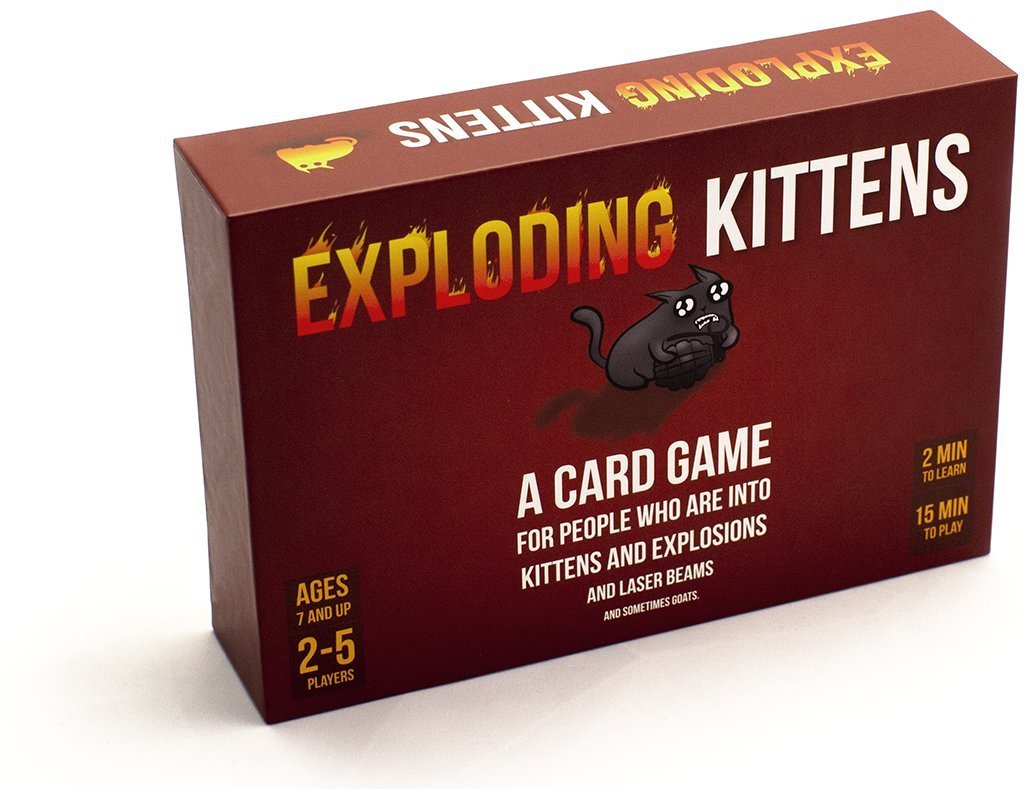 EXPLODING KITTENS
EXPLODING KITTENS
A CARD GAME
FOR PEOPLE WHO ARE INTO
KITTENS AND EXPLOSIONS
AND LASER BEAMS
AND SOMETIMES GOATS.
2 MIN
TO LEARN
15 MIN
TO PLAY
AGES
7 AND UP
2-5
PLAYERS